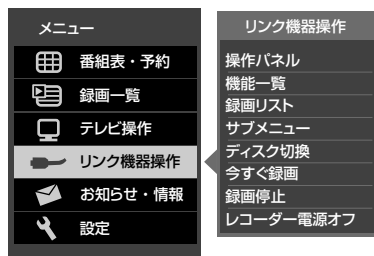 メニュー
番組表・予約
録画一覧
テレビ操作
リンク機器操作
お知らせ・情報
設定
リンク機器操作
操作パネル
機能一覧
録画リスト
サブメニュー
ディスク切換
今すぐ録画
録画停止
レコーダー電源オフ